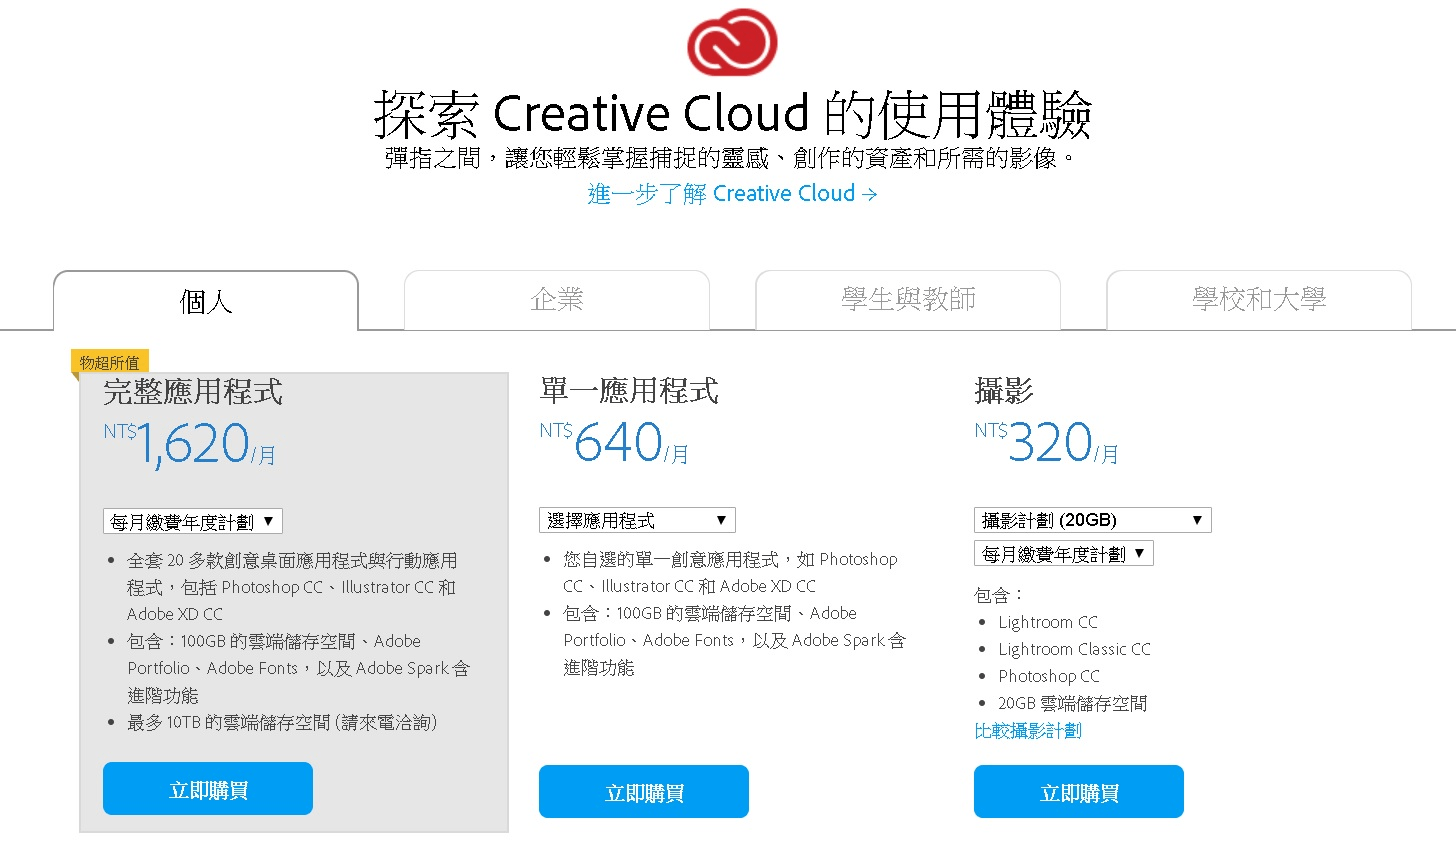 探索 Creative Cloud 的使用體驗
彈指之間，讓您輕鬆掌握捕捉的靈感、創作的資產和所需的影像。
進一步了解 Creative Cloud →
個人
企業
學生與教師
學校和大學
物超所值
完整應用程式
NT$1,620/月
每月繳費年度計劃 ▼
• 全套 20 多款創意桌面應用程式與行動應用
程式，包括 Photoshop CC、Illustrator CC 和
Adobe XD CC
• 包含：100GB 的雲端儲存空間、Adobe
Portfolio、Adobe Fonts，以及 Adobe Spark 含
進階功能
• 最多 10TB 的雲端儲存空間 (請來電洽詢)
立即購買
單一應用程式
NT$640/月
選擇應用程式 ▼
• 您自選的單一創意應用程式，如 Photoshop
CC、Illustrator CC 和 Adobe XD CC
• 包含：100GB 的雲端儲存空間、Adobe
Portfolio、Adobe Fonts，以及 Adobe Spark 含
進階功能
立即購買
攝影
NT$320/月
攝影計劃 (20GB) ▼
每月繳費年度計劃 ▼
包含：
• Lightroom CC
• Lightroom Classic CC
• Photoshop CC
• 20GB 雲端儲存空間
比較攝影計劃
立即購買